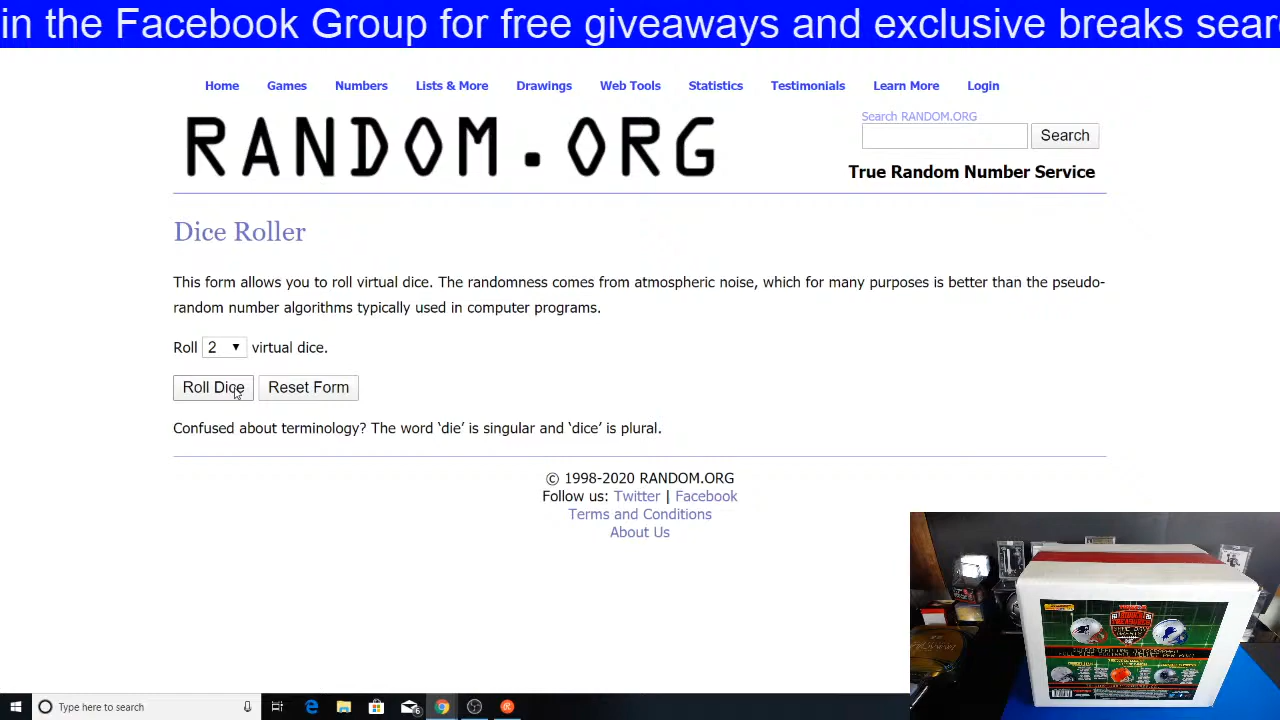 in the Facebook Group for free giveaways and exclusive breaks sear
Home Games Numbers Lists & More Drawings Web Tools Statistics Testimonials Learn More Login
RANDOM.ORG
Search RANDOM.ORG
Search
True Random Number Service
Dice Roller
This form allows you to roll virtual dice. The randomness comes from atmospheric noise, which for many purposes is better than the pseudo-
random number algorithms typically used in computer programs.
Roll 2 virtual dice.
Roll Dice Reset Form
Confused about terminology? The word ‘die’ is singular and ‘dice’ is plural.
© 1998-2020 RANDOM.ORG
Follow us: Twitter | Facebook
Terms and Conditions
About Us
Type here to search